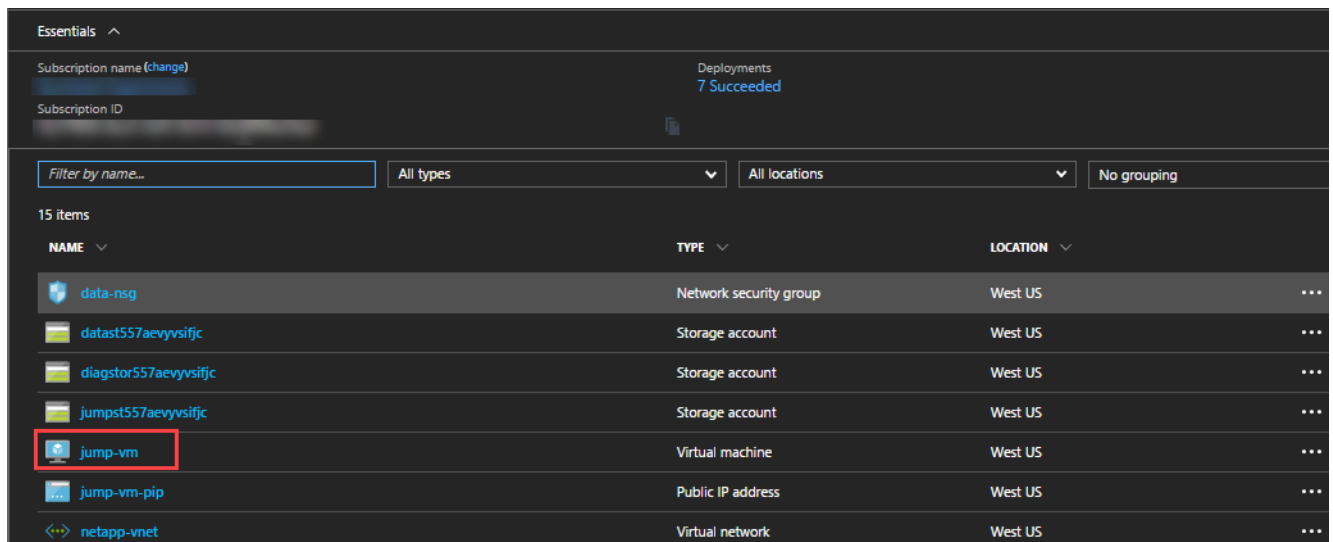 Essentials
Subscription name (change)
Deployments
7 Succeeded
Subscription ID
Filter by name...
All types
All locations
No grouping
15 items
NAME TYPE LOCATION
data-nsg Network security group West US
datast557aevyvsifjc Storage account West US
diagstor557aevyvsifjc Storage account West US
jumpst557aevyvsifjc Storage account West US
jump-vm Virtual machine West US
jump-vm-pip Public IP address West US
netapp-vnet Virtual network West US